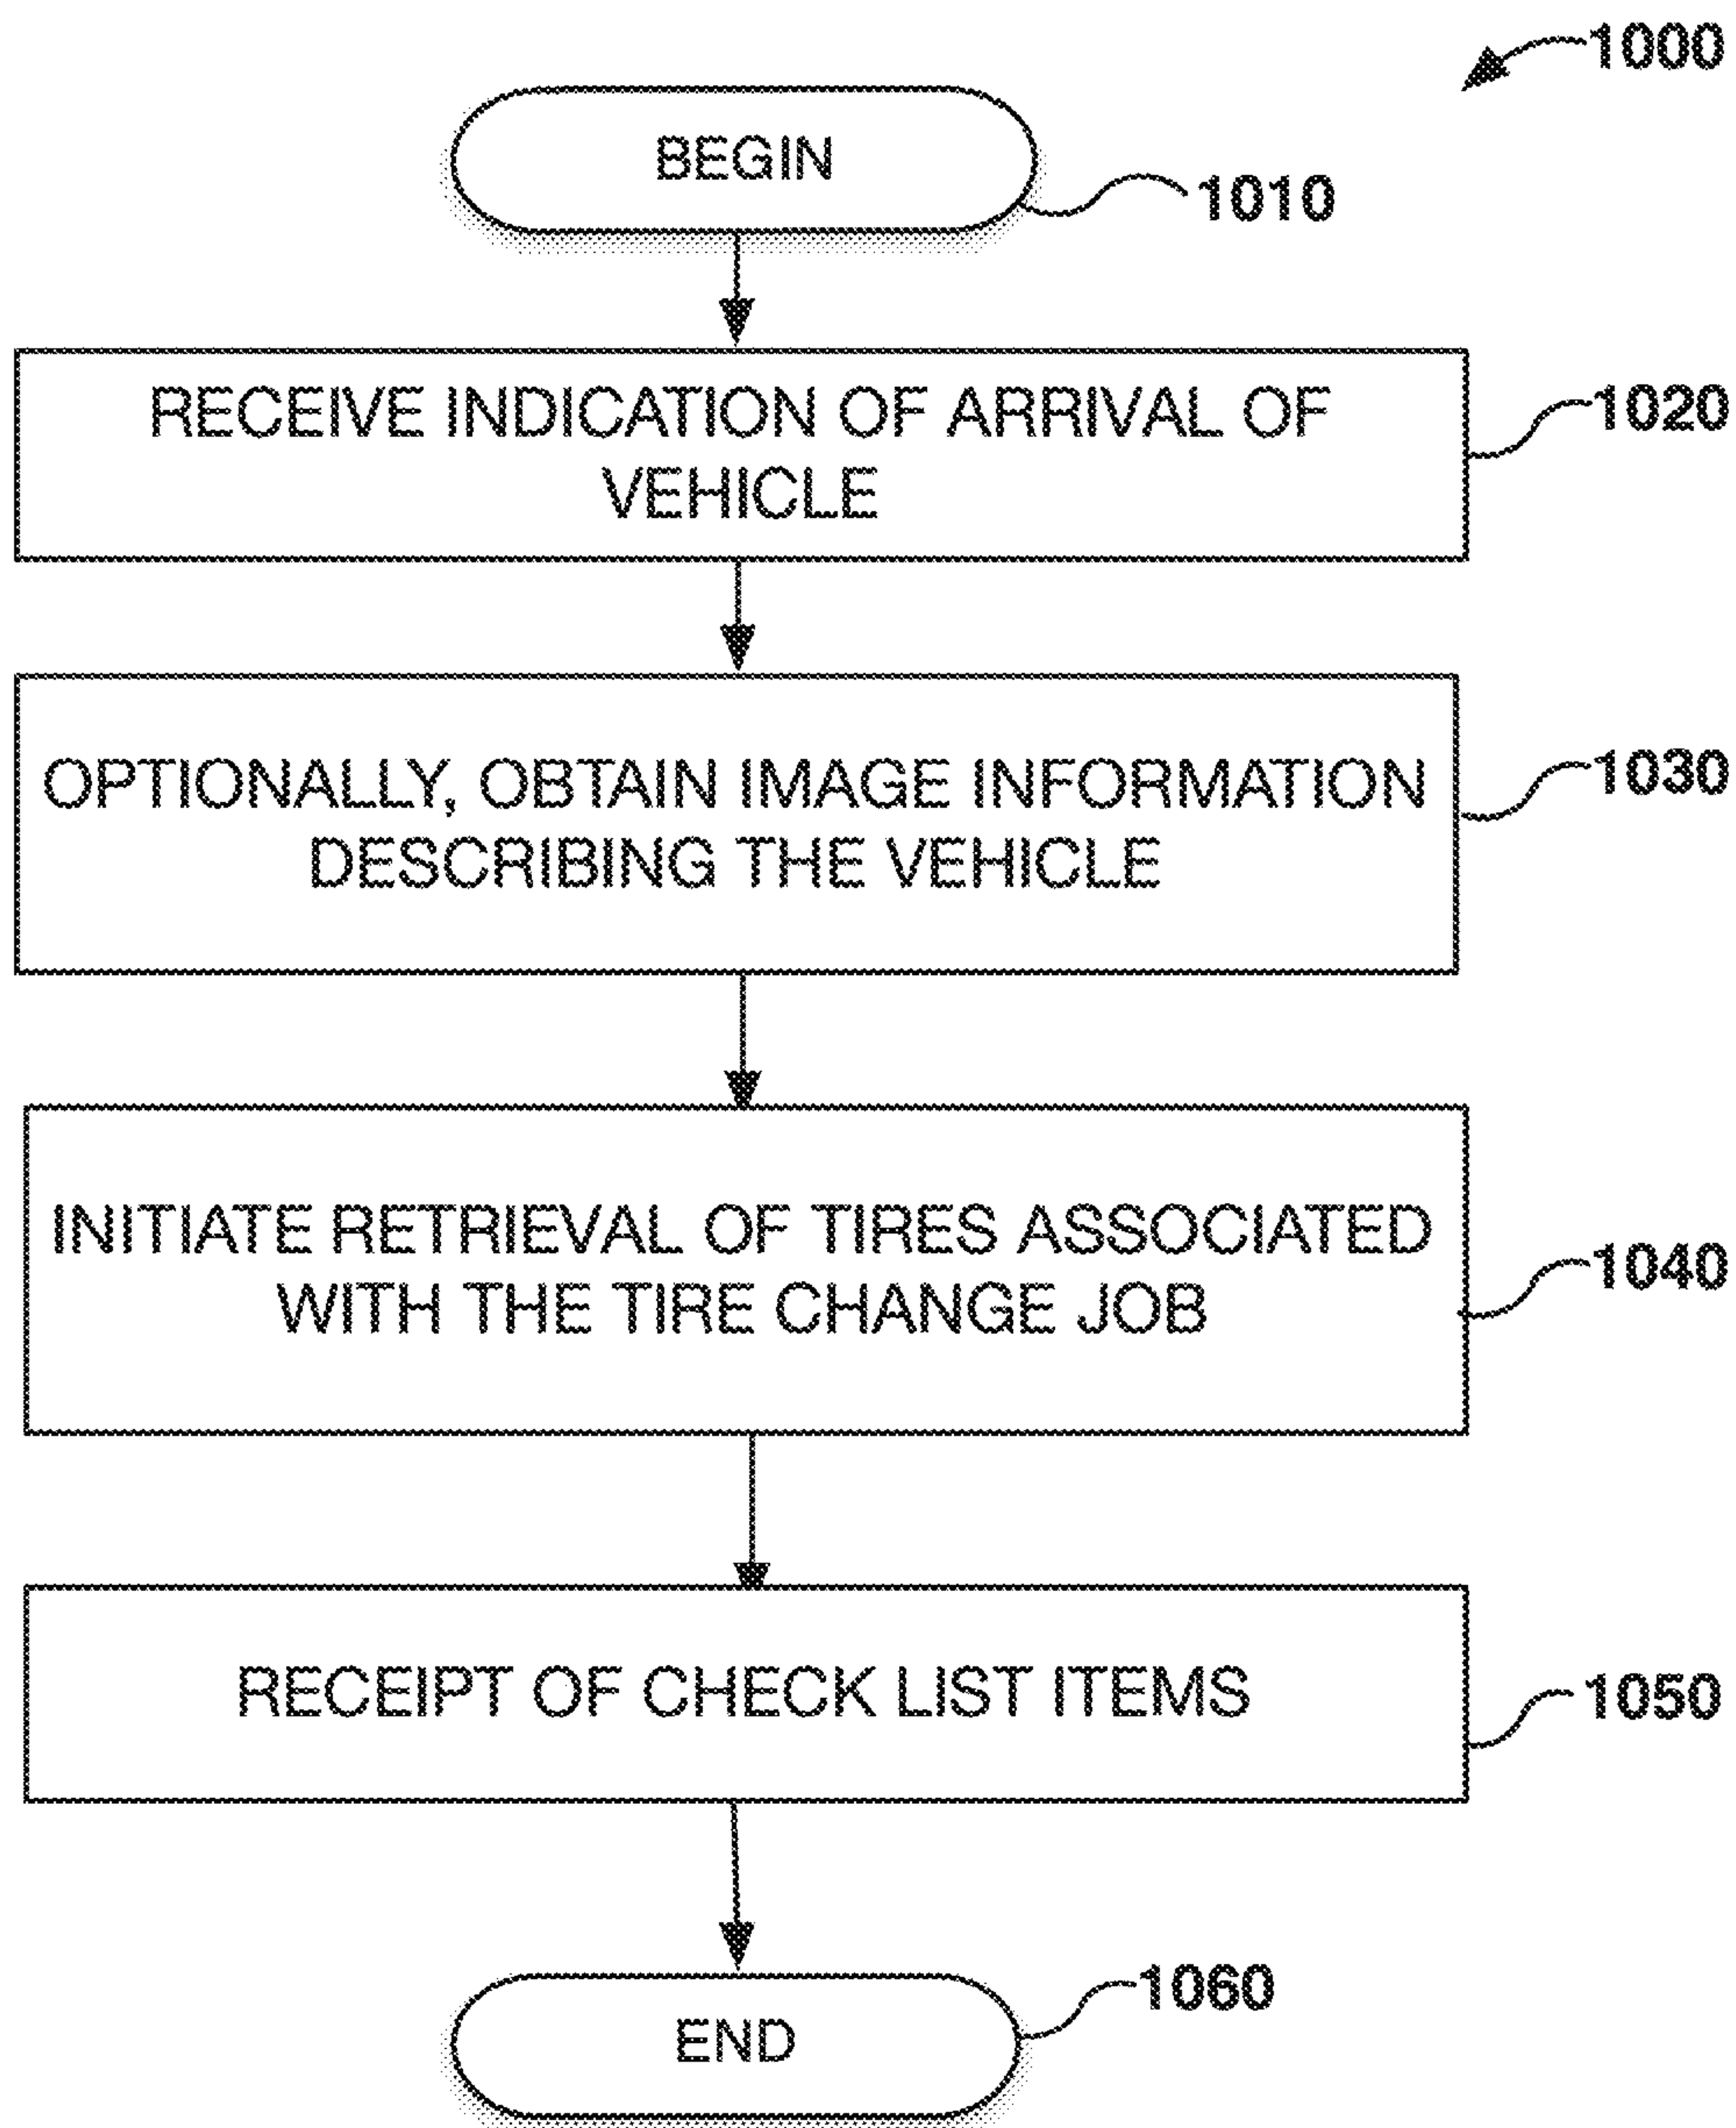 1000
BEGIN
1010
RECEIVE INDICATION OF ARRIVAL OF
VEHICLE
1020
OPTIONALLY, OBTAIN IMAGE INFORMATION
DESCRIBING THE VEHICLE
1030
INITIATE RETRIEVAL OF TIRES ASSOCIATED
WITH THE TIRE CHANGE JOB
1040
RECEIPT OF CHECK LIST ITEMS
1050
END
1060